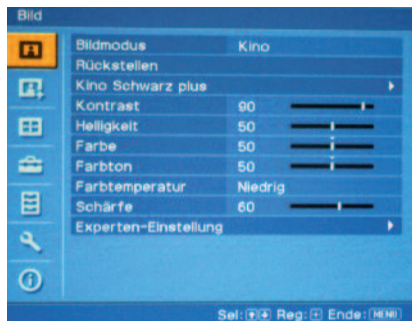 Bild
Bildmodus Kino
Rückstellen
Kino Schwarz plus
Kontrast 90
Helligkeit 50
Farbe 50
Farbton 50
Farbtemperatur Niedrig
Schärfe 60
Experten-Einstellung
Sel: Reg: Ende: MENU